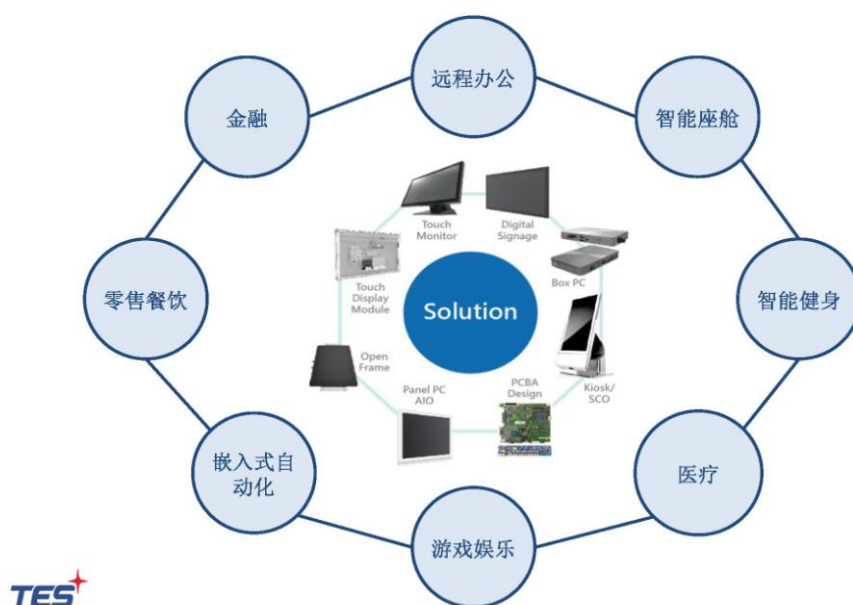 远程办公
金融
智能座舱
零售餐饮
智能健身
嵌入式自
动化
医疗
游戏娱乐
Touch
Monitor
Digital
Signage
Touch
Display
Module
Box PC
Solution
Open
Frame
Kiosk/
SCO
Panel PC
AIO
PCBA
Design
TES